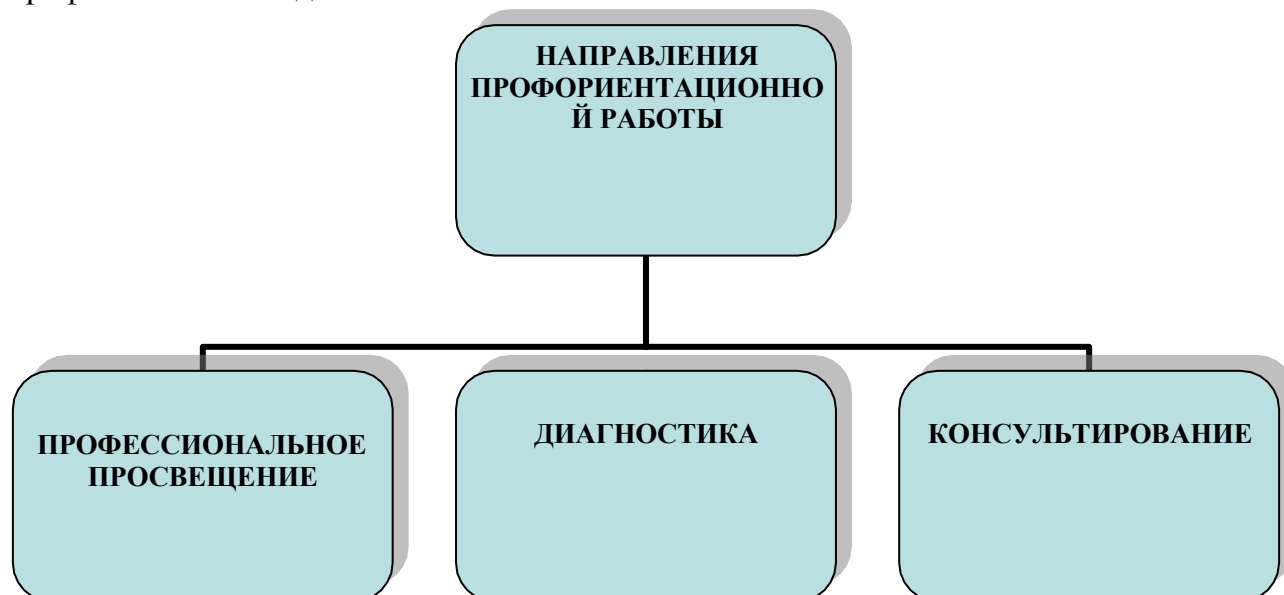 НАПРАВЛЕНИЯ
ПРОФОРИЕНТАЦИОННО
Й РАБОТЫ
ПРОФЕССИОНАЛЬНОЕ
ПРОСВЕЩЕНИЕ
ДИАГНОСТИКА
КОНСУЛЬТИРОВАНИЕ